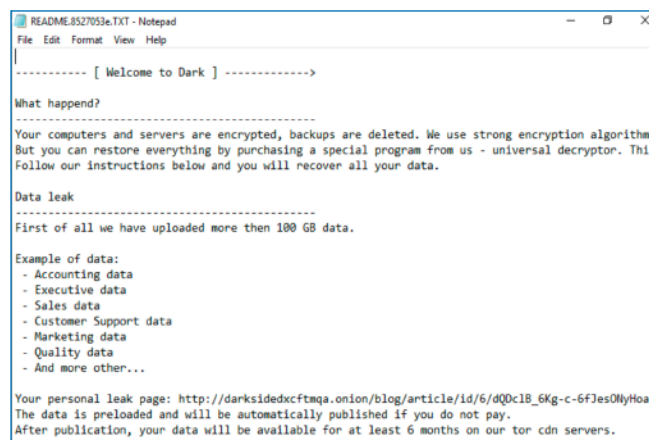 README.8527053e.TXT - Notepad
File Edit Format View Help
----------- [ Welcome to Dark ] ------------->
What happend?
----------------------------------------------
Your computers and servers are encrypted, backups are deleted. We use strong encryption algorithm
But you can restore everything by purchasing a special program from us - universal decryptor. Thi
Follow our instructions below and you will recover all your data.
Data leak
----------------------------------------------
First of all we have uploaded more then 100 GB data.
Example of data:
- Accounting data
- Executive data
- Sales data
- Customer Support data
- Marketing data
- Quality data
- And more other...
Your personal leak page: http://darksidedxcftmqa.onion/blog/article/id/6/dQDclB_6Kg-c-6fJesONyHoa
The data is preloaded and will be automatically published if you do not pay.
After publication, your data will be available for at least 6 months on our tor cdn servers.